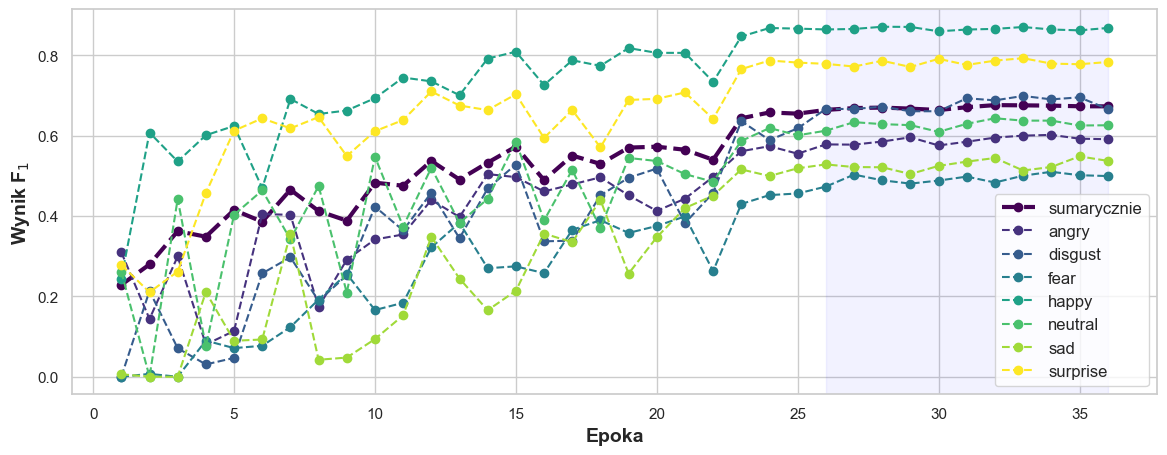 Wynik F₁
0.8
0.6
0.4
0.2
0.0
0 5 10 15 20 25 30 35
Epoka
sumarycznie
angry
disgust
fear
happy
neutral
sad
surprise